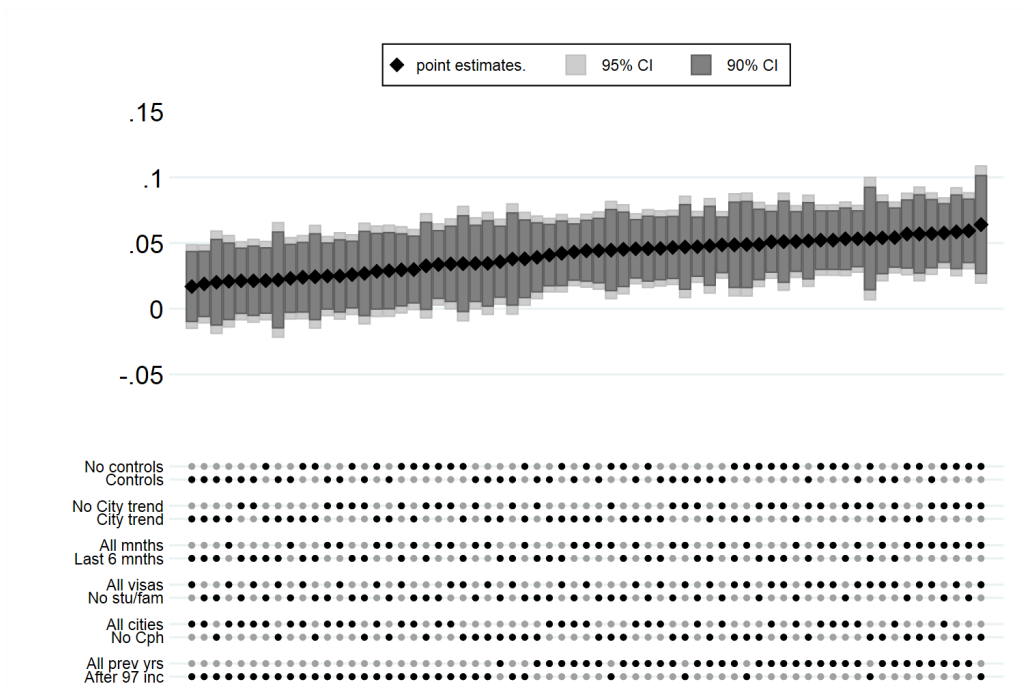 point estimates. 95% CI 90% CI
.15
.1
.05
0
-.05
No controls
Controls
No City trend
City trend
All mnths
Last 6 mnths
All visas
No stu/fam
All cities
No Cph
All prev yrs
After 97 inc